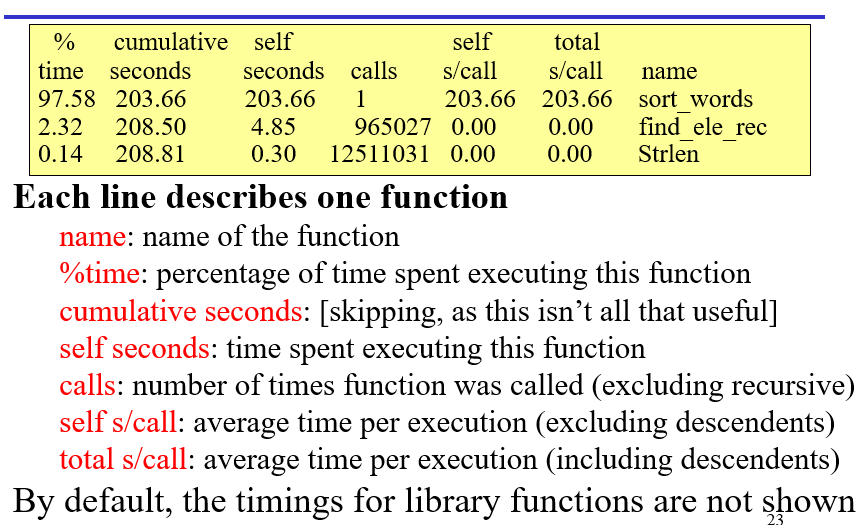 % cumulative self self total
time seconds seconds calls s/call s/call name
97.58 203.66 203.66 1 203.66 203.66 sort_words
2.32 208.50 4.85 965027 0.00 0.00 find_ele_rec
0.14 208.81 0.30 12511031 0.00 0.00 Strlen
Each line describes one function
name: name of the function
%time: percentage of time spent executing this function
cumulative seconds: [skipping, as this isn’t all that useful]
self seconds: time spent executing this function
calls: number of times function was called (excluding recursive)
self s/call: average time per execution (excluding descendents)
total s/call: average time per execution (including descendents)
By default, the timings for library functions are not shown
23